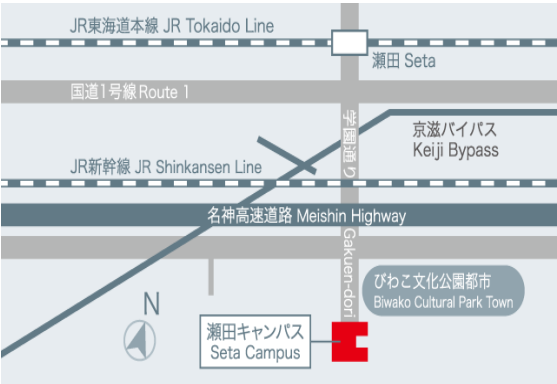 JR東海道本線 JR Tokaido Line
瀬田 Seta
国道1号線 Route 1
学園通り Gakuen-dori
京滋バイパス
Keiji Bypass
JR新幹線 JR Shinkansen Line
名神高速道路 Meishin Highway
びわこ文化公園都市
Biwako Cultural Park Town
N
瀬田キャンパス
Seta Campus